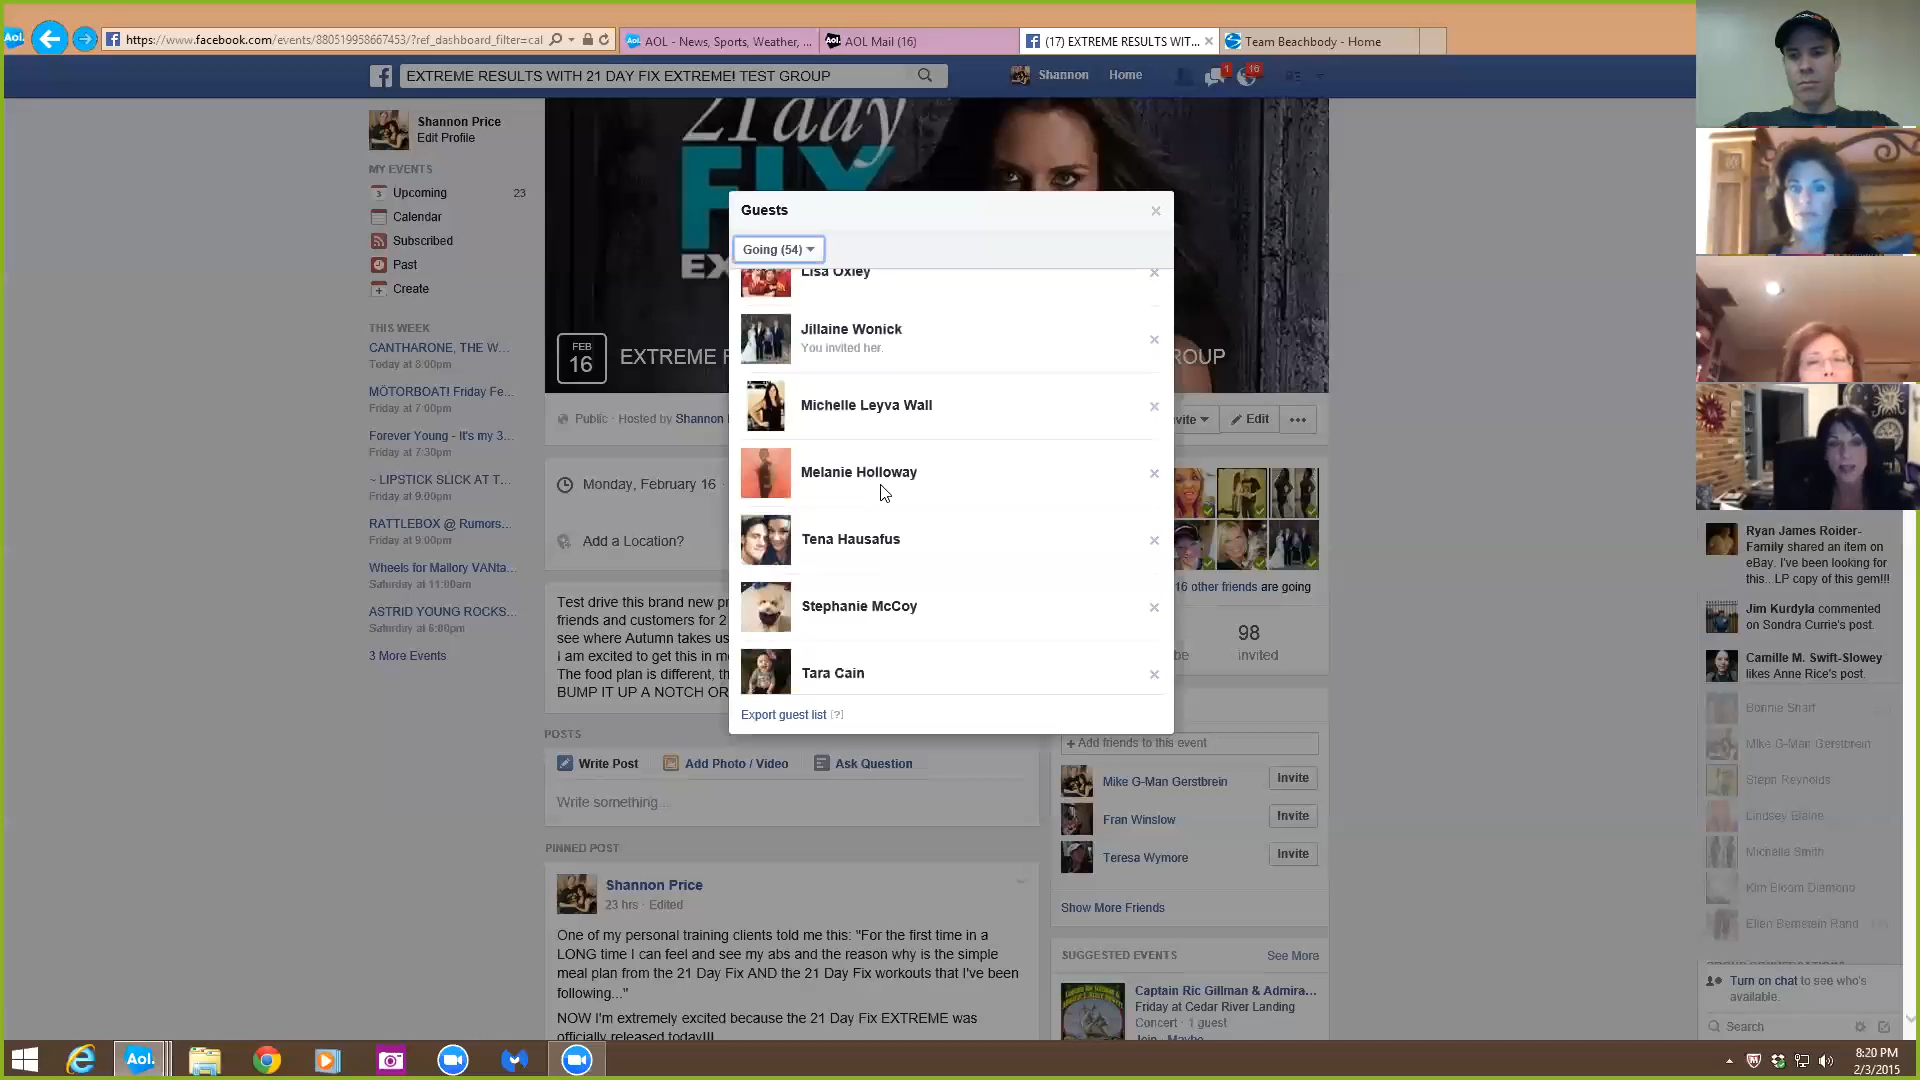 Aol.
https://www.facebook.com/events/880519958667453/?ref_dashboard_filter=cal
AOL - News, Sports, Weather, ...
AOL Mail (16)
(17) EXTREME RESULTS WIT...
Team Beachbody - Home
EXTREME RESULTS WITH 21 DAY FIX EXTREME! TEST GROUP
Shannon
Home
1
16
Shannon Price
Edit Profile
MY EVENTS
Upcoming 23
Calendar
Subscribed
Past
Create
THIS WEEK
CANTHARONE, THE W...
Today at 8:00pm
MÖTORBOAT! Friday Fe...
Friday at 7:00pm
Forever Young - It's my 3...
Friday at 7:30pm
~ LIPSTICK SLICK AT T...
Friday at 9:00pm
RATTLEBOX @ Rumors...
Friday at 9:00pm
Wheels for Mallory VANta...
Saturday at 11:00am
ASTRID YOUNG ROCKS...
Saturday at 6:00pm
3 More Events
21 day
FIX
EX
FEB
16
EXTREME
ROUP
Public · Hosted by Shannon
vite
Edit
Monday, February 16
Add a Location?
Test drive this brand new pr
friends and customers for 2
see where Autumn takes us
I am excited to get this in m
The food plan is different, th
BUMP IT UP A NOTCH OR
Guests
Going (54)
Lisa Oxley
Jillaine Wonick
You invited her.
Michelle Leyva Wall
Melanie Holloway
Tena Hausafus
Stephanie McCoy
Tara Cain
Export guest list [?]
16 other friends are going
98
be
invited
POSTS
Write Post
Add Photo / Video
Ask Question
Write something...
PINNED POST
Shannon Price
23 hrs · Edited
One of my personal training clients told me this: "For the first time in a
LONG time I can feel and see my abs and the reason why is the simple
meal plan from the 21 Day Fix AND the 21 Day Fix workouts that I've been
following..."
NOW I'm extremely excited because the 21 Day Fix EXTREME was
officially released today!!!
+ Add friends to this event
Mike G-Man Gerstbrein
Invite
Fran Winslow
Invite
Teresa Wymore
Invite
Show More Friends
SUGGESTED EVENTS
See More
Captain Ric Gillman & Admira...
Friday at Cedar River Landing
Concert · 1 guest
Join · Maybe
Ryan James Roider-
Family shared an item on
eBay. I've been looking for
this.. LP copy of this gem!!!
Jim Kurdyla commented
on Sondra Currie's post.
Camille M. Swift-Slowey
likes Anne Rice's post.
Bonnie Sharf
Mike G-Man Gerstbrein
Steph Reynolds
Lindsey Elaine
Michelle Smith
Kim Bloom Diamond
Ellen Bernstein Rand
Turn on chat to see who's
available.
Search
Aol.
8:20 PM
2/3/2015